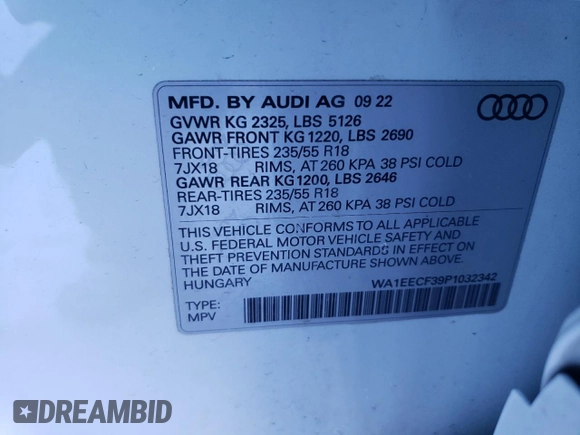 MFD. BY AUDI AG 09 22
GVWR KG 2325, LBS 5126
GAWR FRONT KG 1220, LBS 2690
FRONT-TIRES 235/55 R18
7JX18 RIMS, AT 260 KPA 38 PSI COLD
GAWR REAR KG1200, LBS 2646
REAR-TIRES 235/55 R18
7JX18 RIMS, AT 260 KPA 38 PSI COLD
THIS VEHICLE CONFORMS TO ALL APPLICABLE
U.S. FEDERAL MOTOR VEHICLE SAFETY AND
THEFT PREVENTION STANDARDS IN EFFECT ON
THE DATE OF MANUFACTURE SHOWN ABOVE.
HUNGARY
WA1EECF39P1032342
TYPE:
MPV
DREAMBID